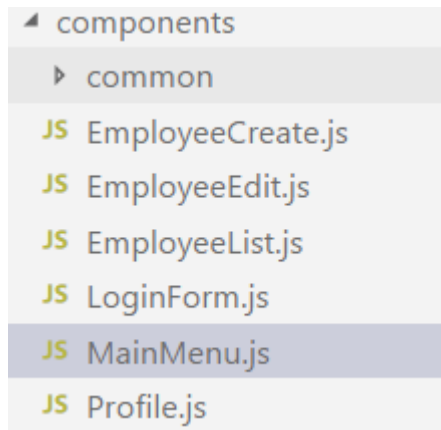 components
common
JS EmployeeCreate.js
JS EmployeeEdit.js
JS EmployeeList.js
JS LoginForm.js
JS MainMenu.js
JS Profile.js